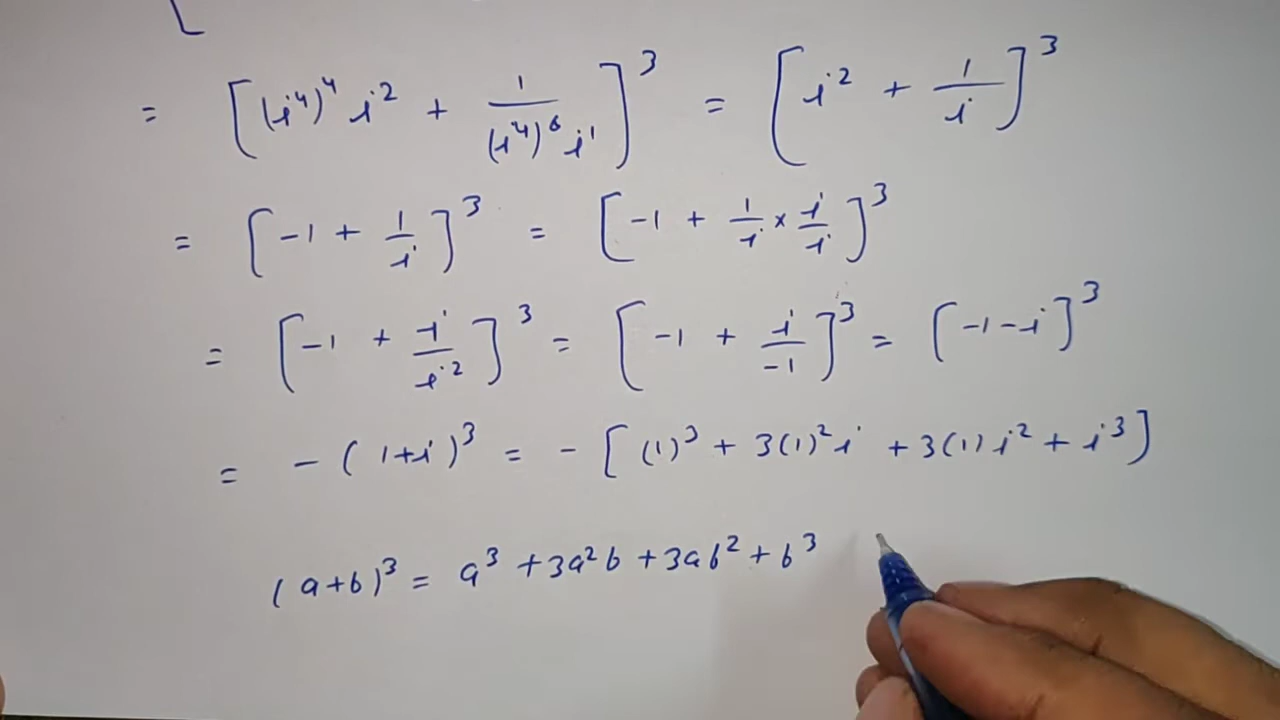 = [(i⁴)⁴ i² + 1/((i⁴)⁶ i¹)]³ = [i² + 1/i]³
= [-1 + 1/i]³ = [-1 + 1/i × i/i]³
= [-1 + i/i²]³ = [-1 + i/-1]³ = [-1-i]³
= -(1+i)³ = -[(1)³ + 3(1)²i + 3(1)i² + i³]
(a+b)³ = a³ + 3a²b + 3ab² + b³